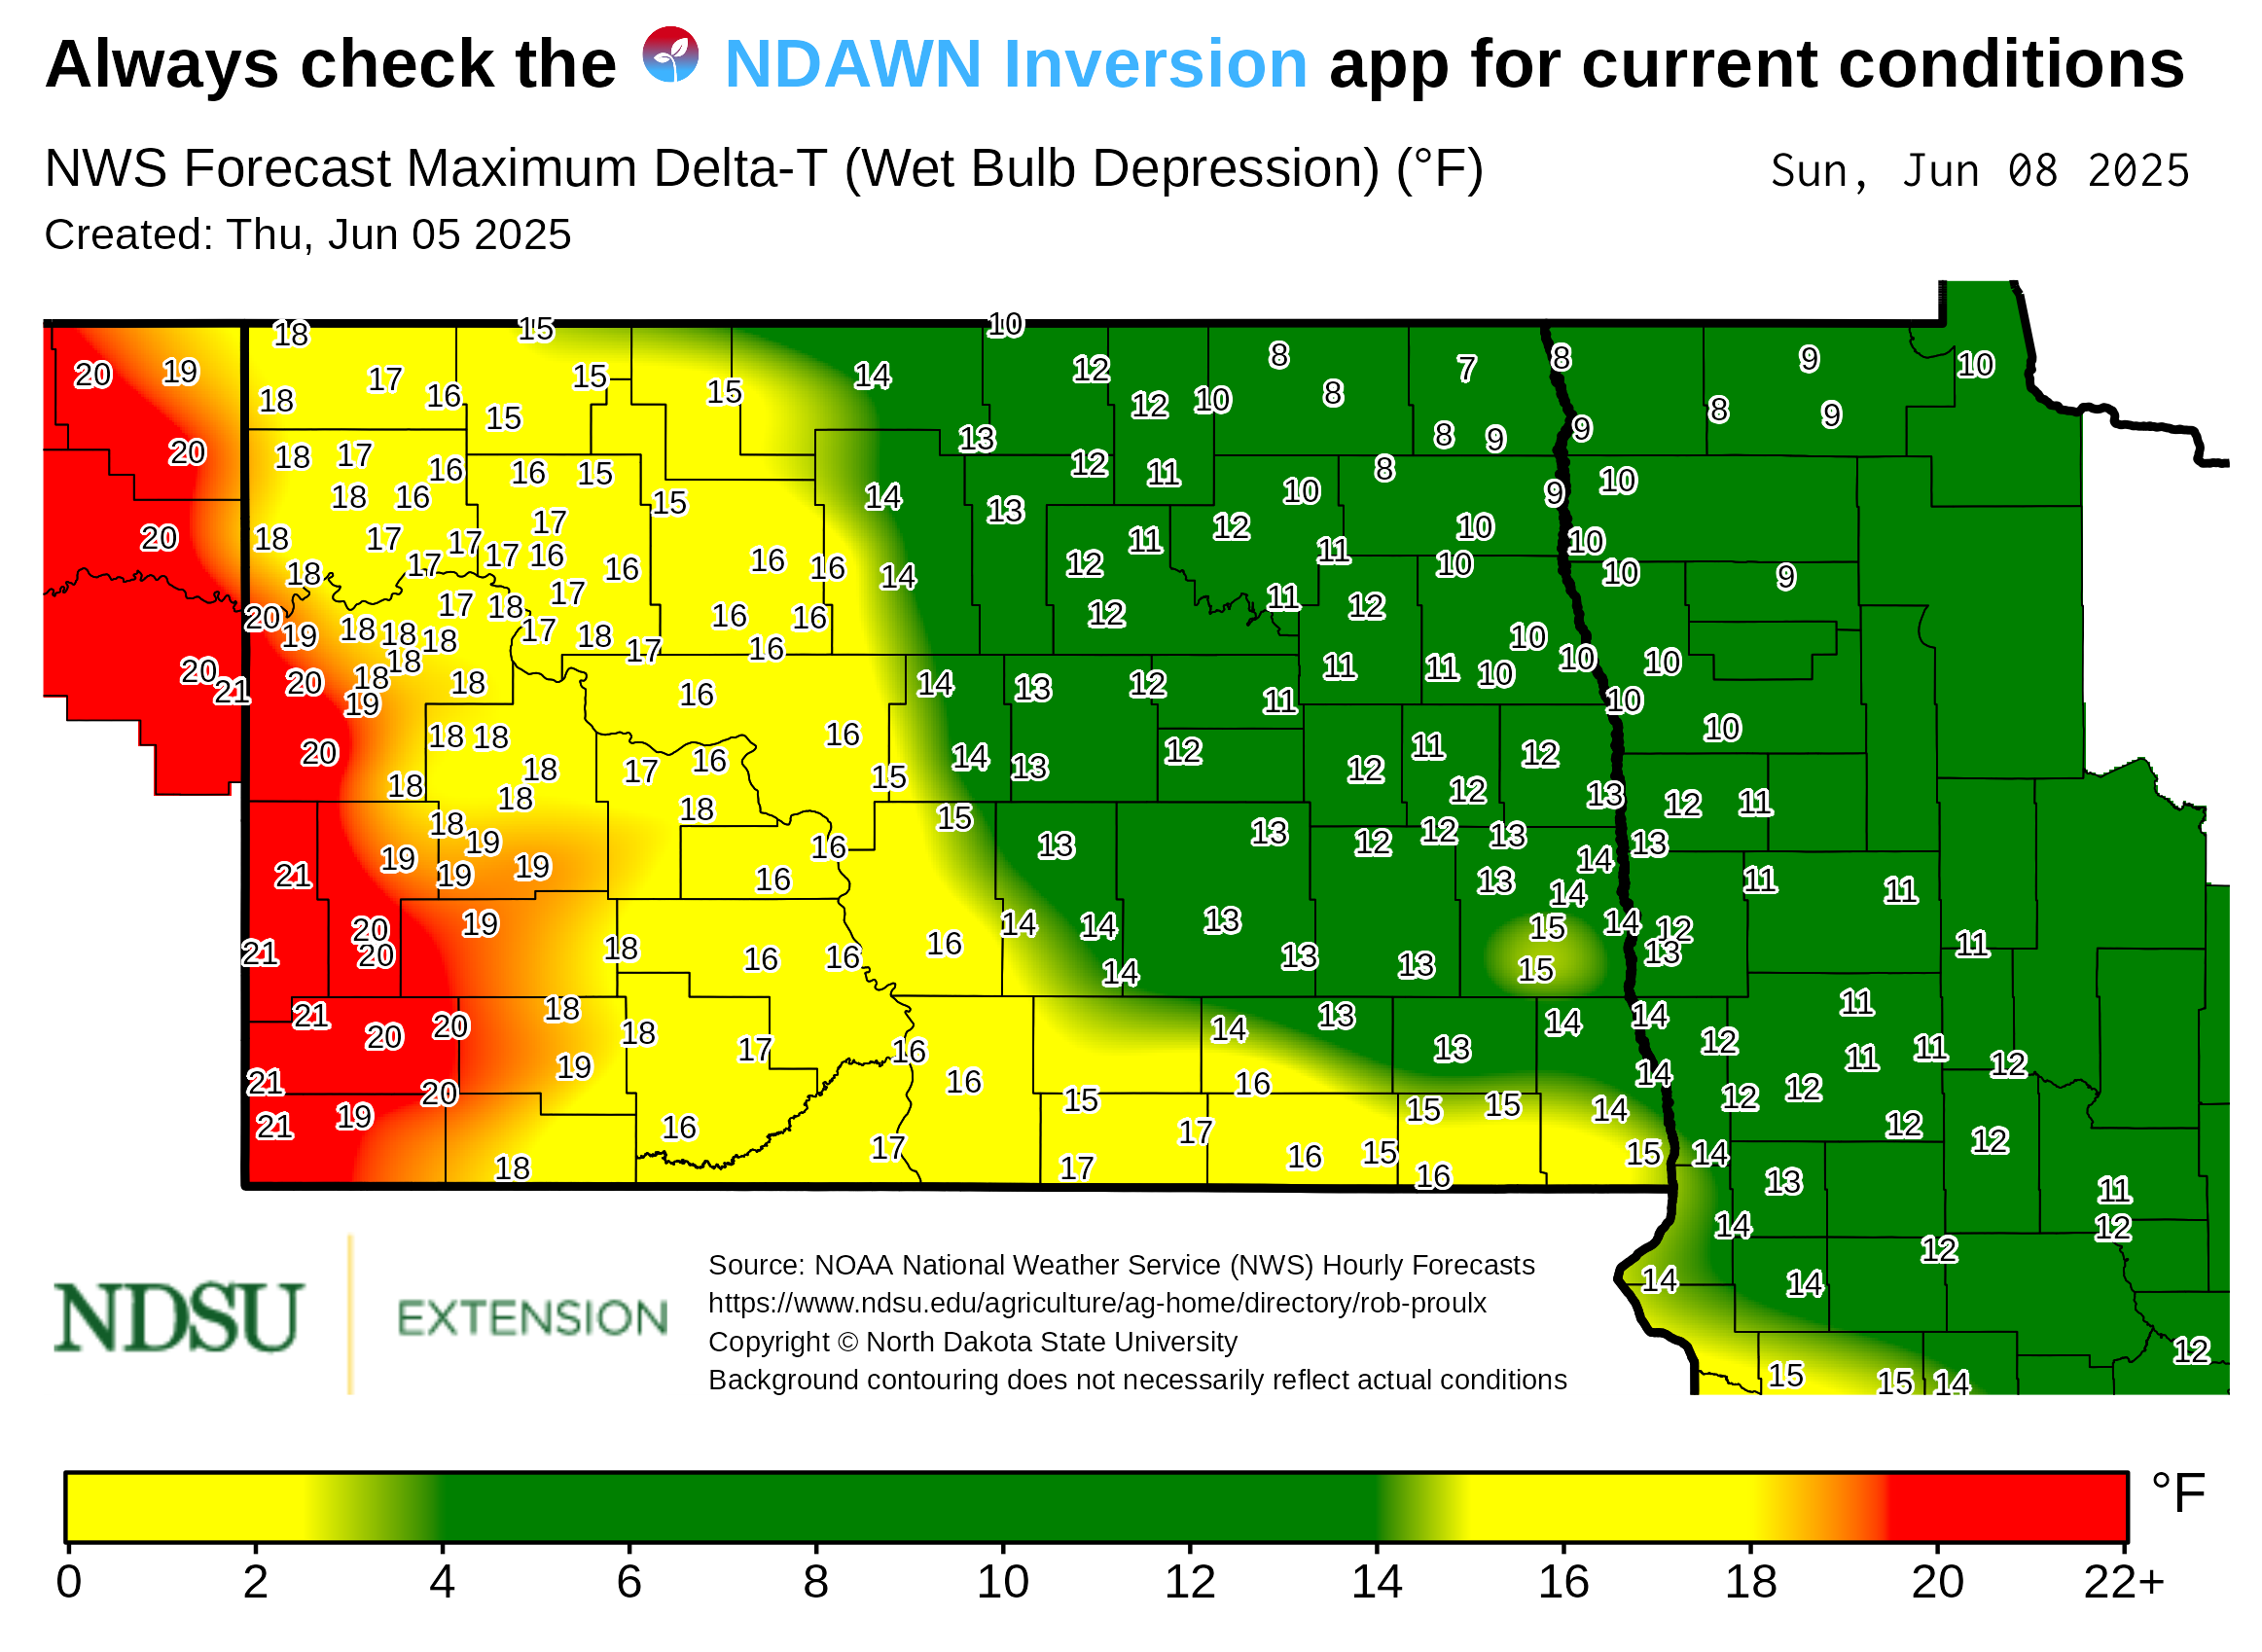 Always check the NDAWN Inversion app for current conditions
NWS Forecast Maximum Delta-T (Wet Bulb Depression) (°F) Sun, Jun 08 2025
Created: Thu, Jun 05 2025
18 15 10
20 19 17 16 15 15 14 12 8 7 8 9 10
18 15 12 10 8 8 9
20 18 17 16 16 15 13 12 11 8 9 9 8 9
18 16 15 14 13 10 8 9 10
20 18 17 17 17 17 16 11 12 11 10 10
18 17 16 16 16 14 12 10 10 9
20 19 17 18 17 16 16 12 11 12
18 18 18 17 18 17 16 10 10 10
20 21 20 18 18 19 18 16 14 13 12 11 11 11 10 10
20 18 18 16 14 13 12 12 11 12 10
18 18 18 17 16 15 12 13 12 11
18 19 18 16 15 13 13 12 12 13 14 13
21 19 19 19 16 13 14 11 11
20 19 14 14 13 15 14 12
21 20 18 16 16 16 14 13 13 15 13 11
21 20 20 18 18 14 13 13 14 14 11
19 17 16 16 16 14 12 11 11 12
21 20 15 15 15 14 12 12
21 19 16 17 17 16 15 15 14 12 12
18 17 16 13 11
14 12 12
14 14
12
15 15 14
NDSU EXTENSION
Source: NOAA National Weather Service (NWS) Hourly Forecasts
https://www.ndsu.edu/agriculture/ag-home/directory/rob-proulx
Copyright © North Dakota State University
Background contouring does not necessarily reflect actual conditions
°F
0 2 4 6 8 10 12 14 16 18 20 22+